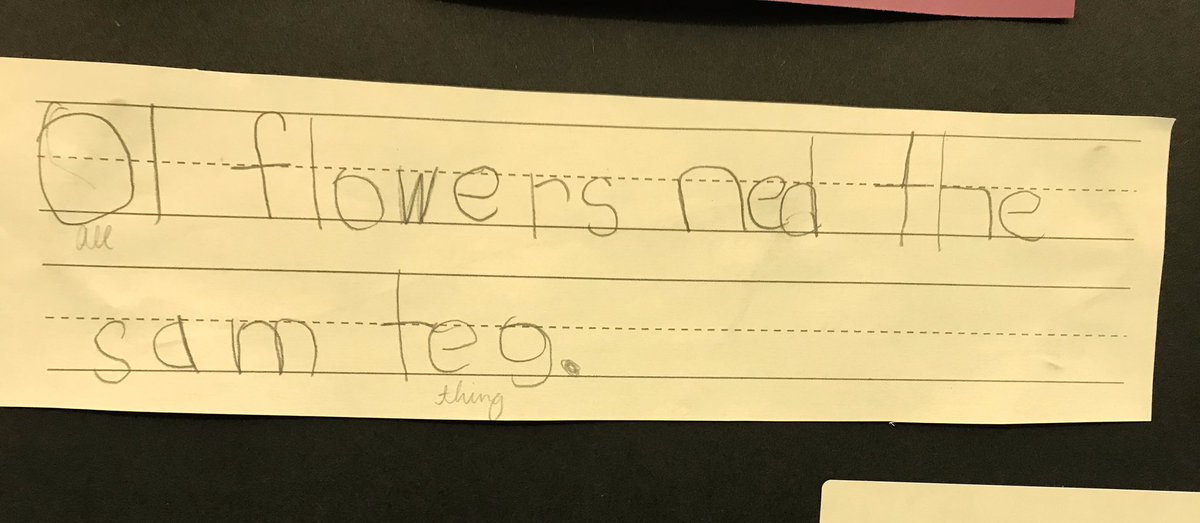 Ol flowers ned the
all
sam teg.
thing